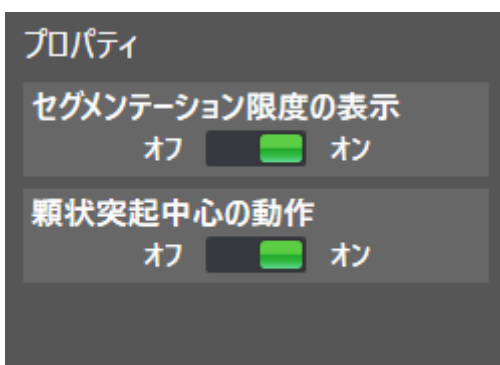 プロパティ
セグメンテーション限度の表示
オフ オン
顆状突起中心の動作
オフ オン